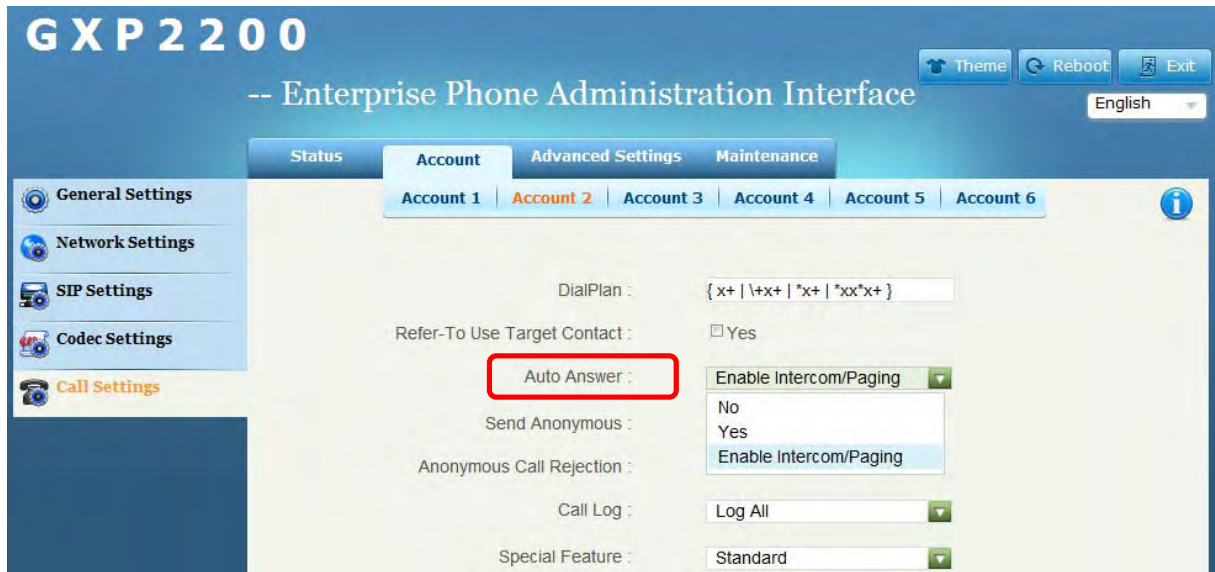 GXP2200
Theme Reboot Exit
-- Enterprise Phone Administration Interface
English
Status Account Advanced Settings Maintenance
Account 1 Account 2 Account 3 Account 4 Account 5 Account 6
General Settings
Network Settings
SIP Settings
Codec Settings
Call Settings
DialPlan : { x+ | \+x+ | *x+ | *xx*x+ }
Refer-To Use Target Contact : Yes
Auto Answer : Enable Intercom/Paging
No
Yes
Enable Intercom/Paging
Send Anonymous :
Anonymous Call Rejection :
Call Log : Log All
Special Feature : Standard